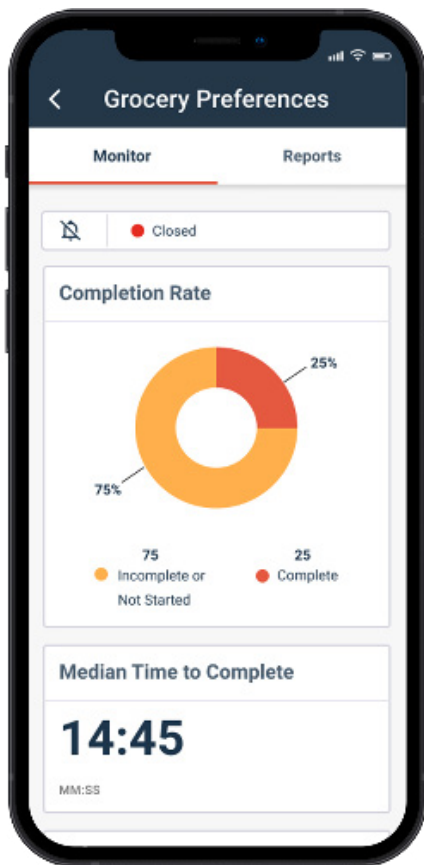 Grocery Preferences
Monitor
Reports
Closed
Completion Rate
25%
75%
75
Incomplete or
Not Started
25
Complete
Median Time to Complete
14:45
MM:SS